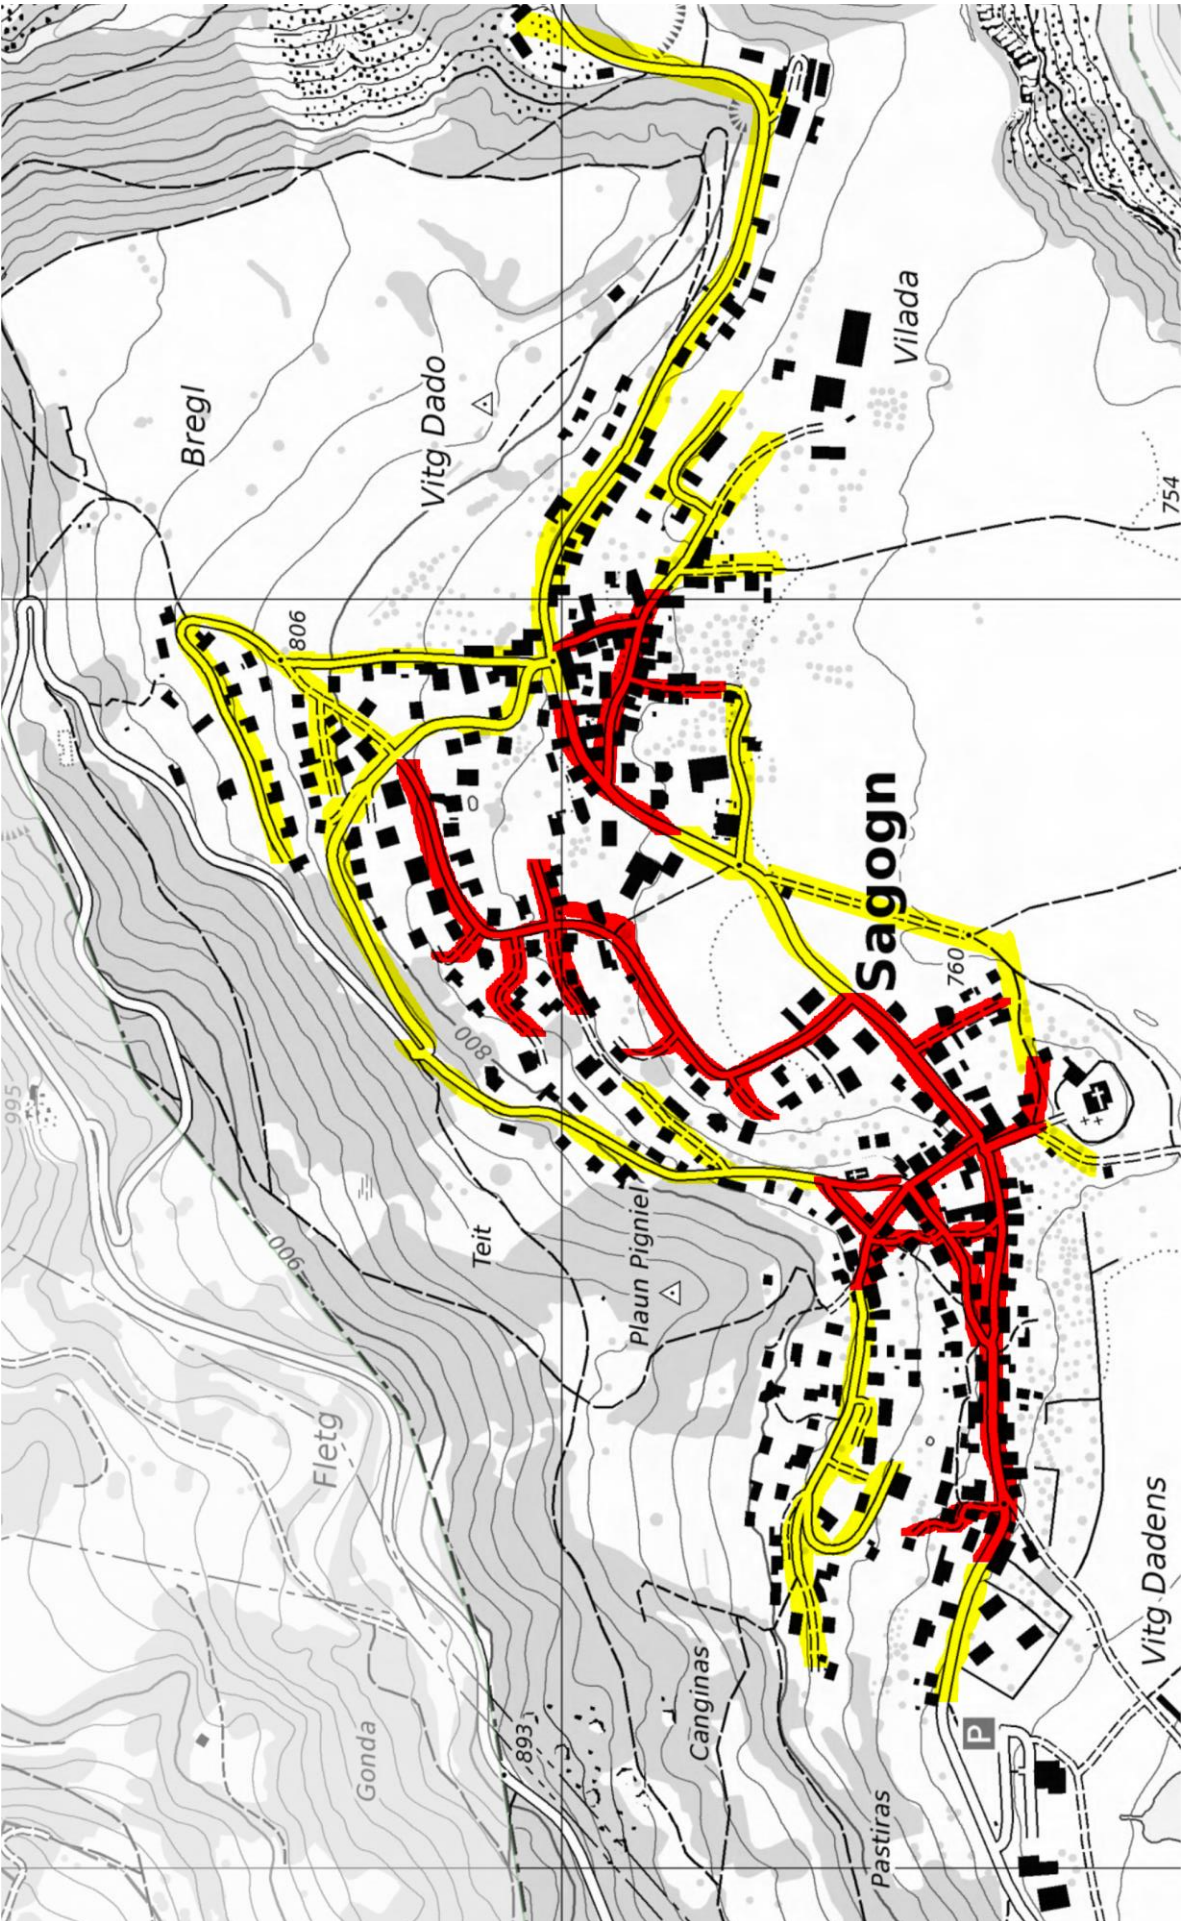 Bregl
Vitg Dado
Vilada
754
806
Sagogn
760
800
995
Teit
Plaun Pigniel
900
Fletg
Vitg Dadens
Canginas
P
893
Gonda
Pastiras